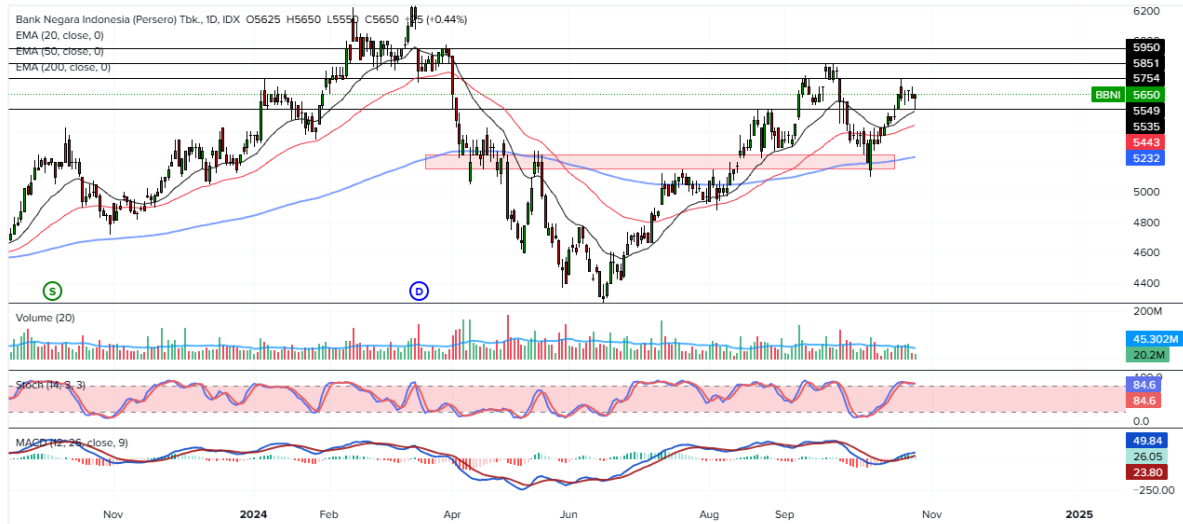 Bank Negara Indonesia (Persero) Tbk., 1D, IDX O5625 H5650 L5550 C5650 +25 (+0.44%)
EMA (20, close, 0)
EMA (50, close, 0)
EMA (200, close, 0)
6200
5950
5851
5754
BBNI 5650
5549
5535
5443
5232
5000
4800
4600
4400
S
D
Volume (20)
200M
45.302M
20.2M
Stoch (14, 3, 3)
84.6
84.6
0.0
MACD (12, 26, close, 9)
49.84
26.05
23.80
−250.00
Nov
2024
Feb
Apr
Jun
Aug
Sep
Nov
2025